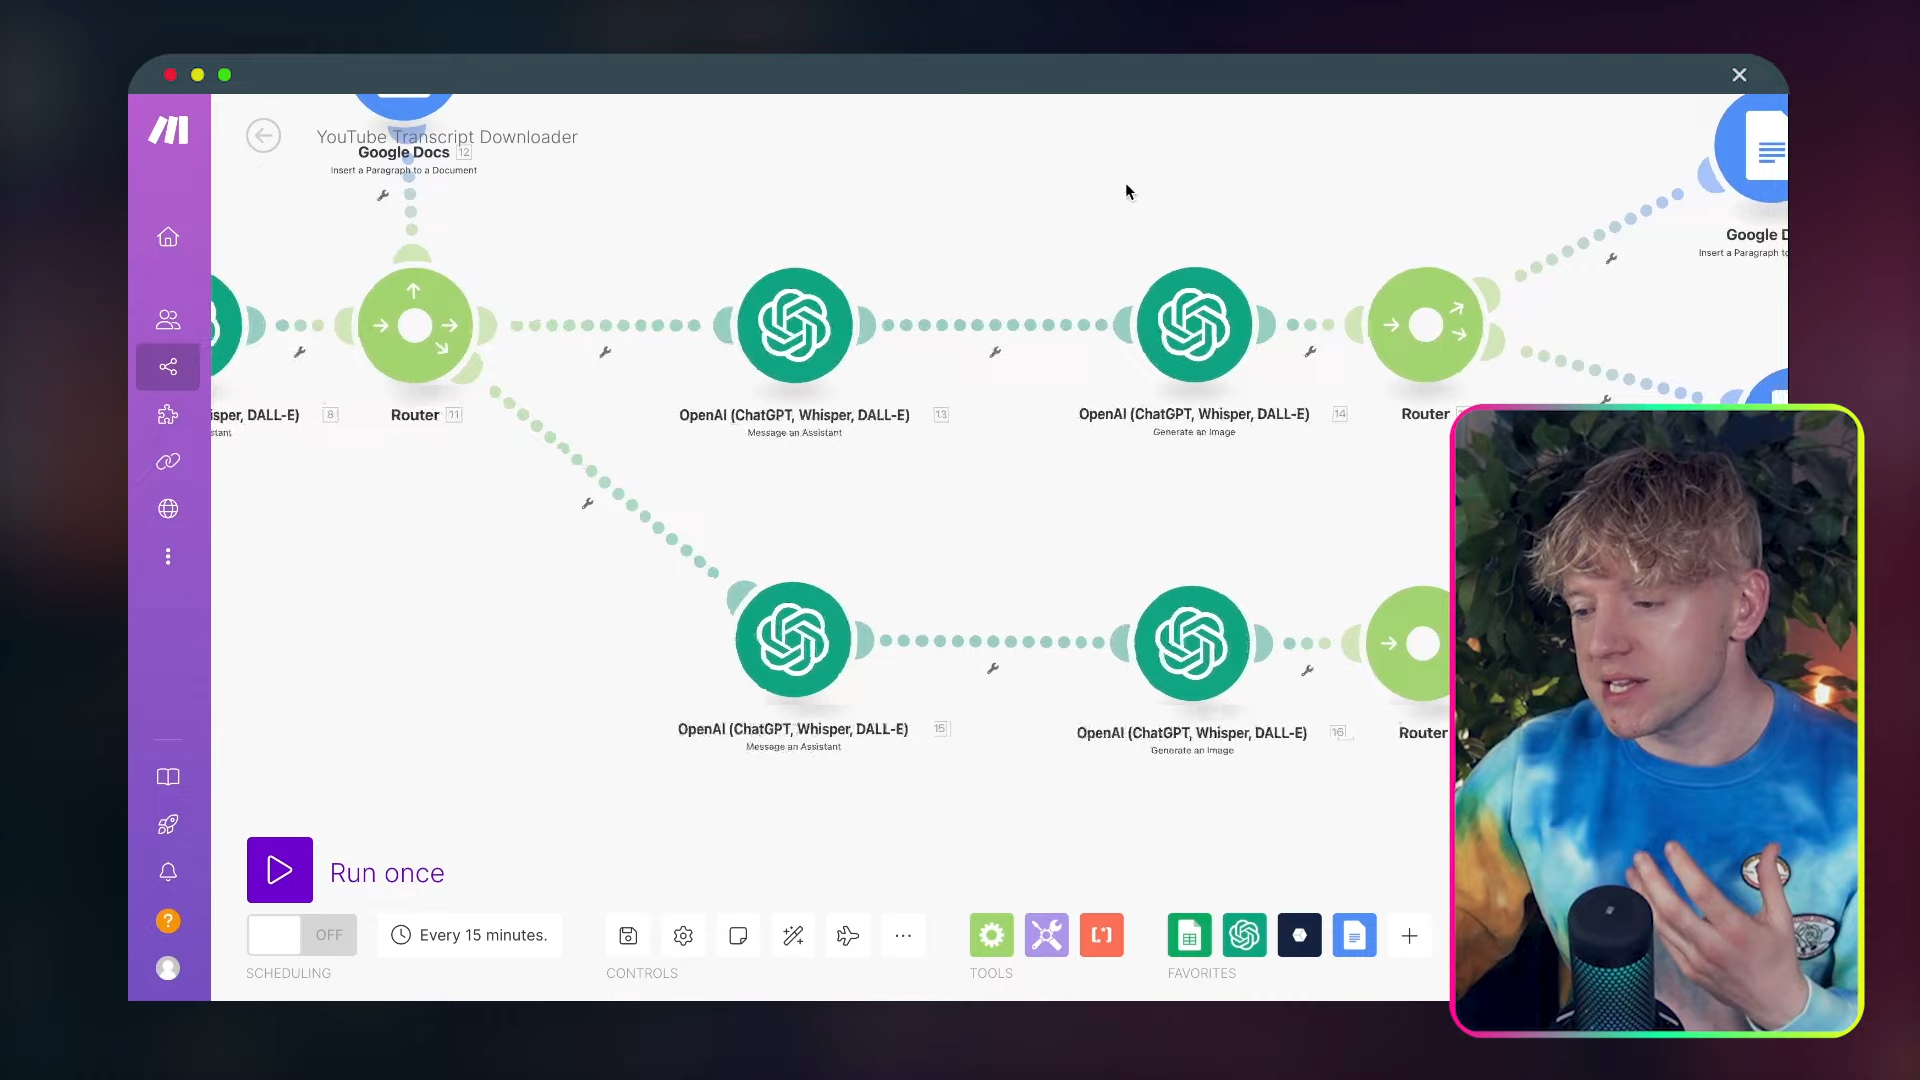 YouTube Transcript Downloader
Google Docs 12
Insert a Paragraph to a Document
Google D
Insert a Paragraph to
isper, DALL-E) 8
stant
Router 11
OpenAI (ChatGPT, Whisper, DALL-E) 13
Message an Assistant
OpenAI (ChatGPT, Whisper, DALL-E) 14
Generate an Image
Router
OpenAI (ChatGPT, Whisper, DALL-E) 15
Message an Assistant
OpenAI (ChatGPT, Whisper, DALL-E) 16
Generate an Image
Router
Run once
OFF
Every 15 minutes.
SCHEDULING
CONTROLS
TOOLS
FAVORITES